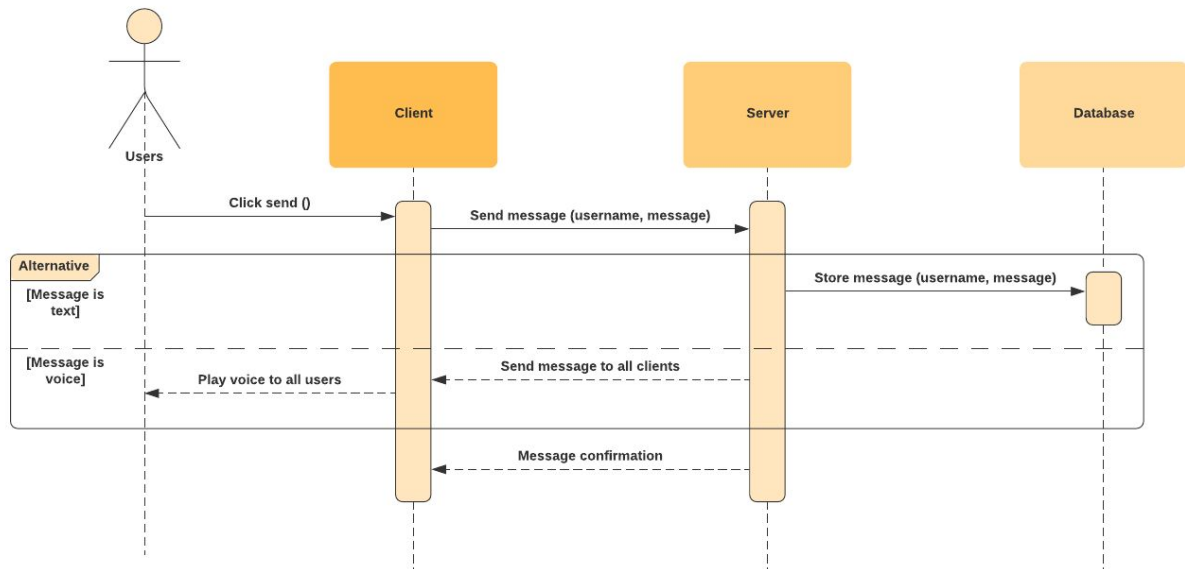 Client
Server
Database
Users
Click send ()
Send message (username, message)
Alternative
[Message is
text]
Store message (username, message)
[Message is
voice]
Send message to all clients
Play voice to all users
Message confirmation